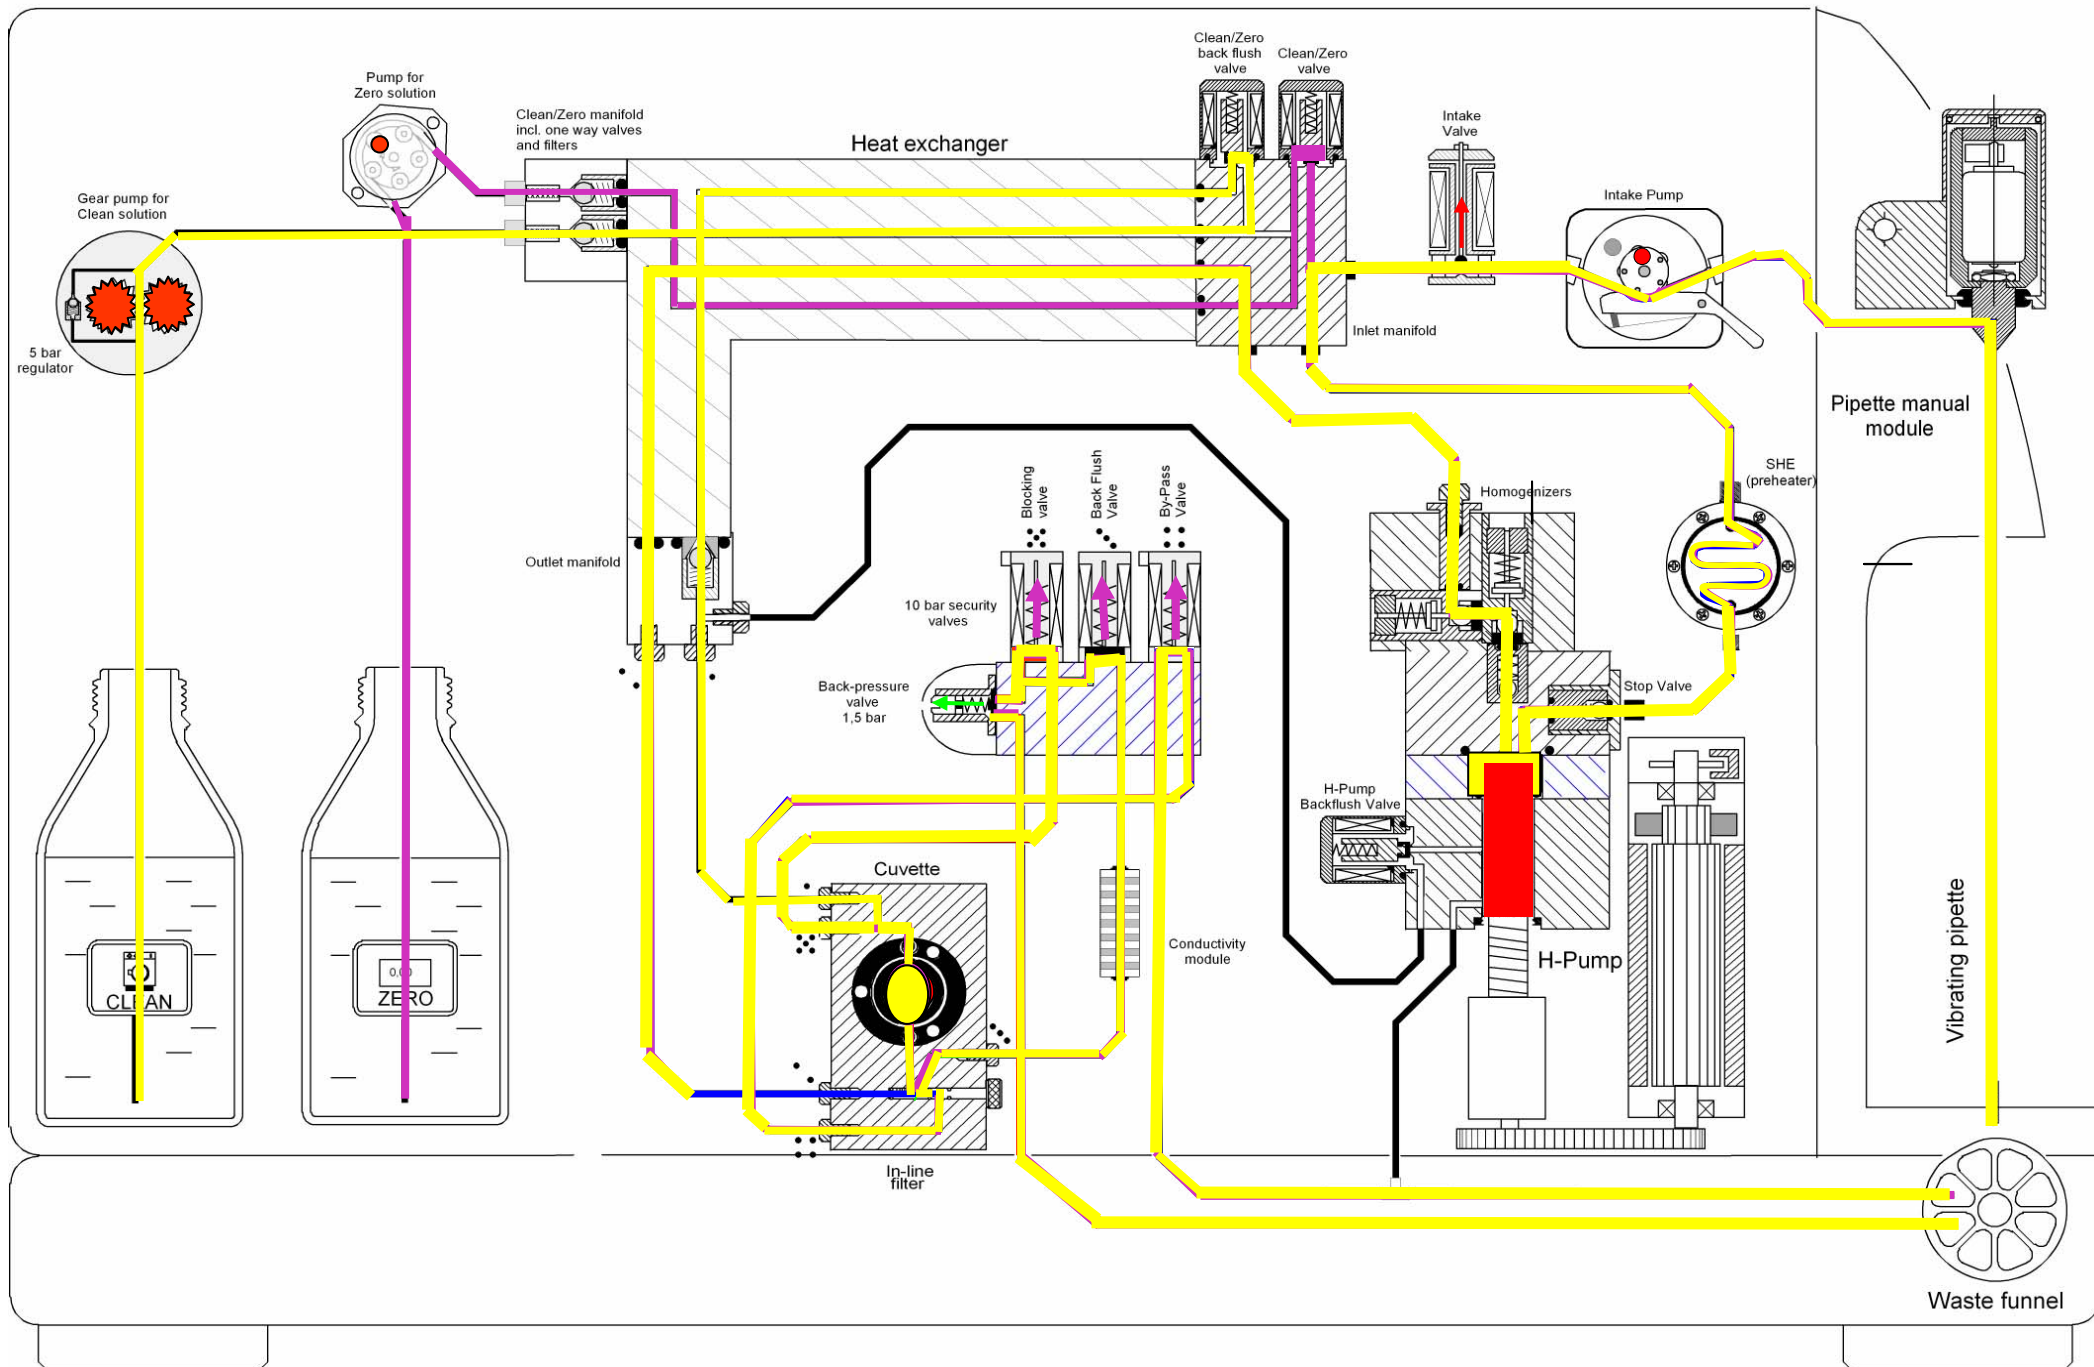 Clean/Zero
back flush
valve
Clean/Zero
valve
Pump for
Zero solution
Clean/Zero manifold
incl. one way valves
and filters
Heat exchanger
Intake
Valve
Intake Pump
Gear pump for
Clean solution
5 bar
regulator
Inlet manifold
Pipette manual
module
SHE
(preheater)
Homogenizers
Blocking
valve
Back Flush
Valve
By-Pass
Valve
Outlet manifold
10 bar security
valves
Back-pressure
valve
1,5 bar
Stop Valve
H-Pump
Backflush Valve
Cuvette
Conductivity
module
H-Pump
Vibrating pipette
CLEAN
0,00
ZERO
In-line
filter
Waste funnel